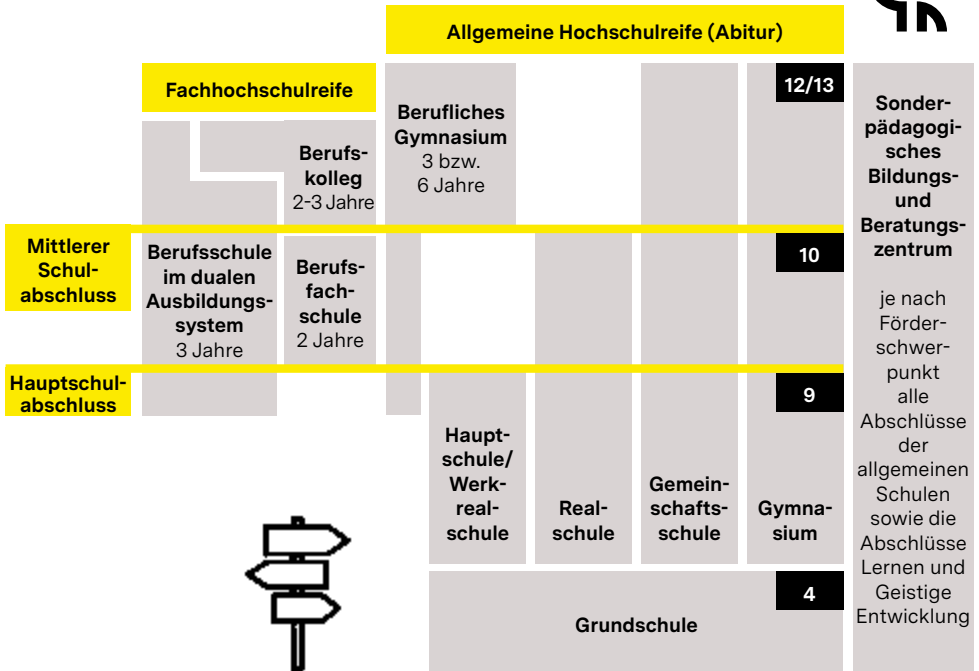 Allgemeine Hochschulreife (Abitur)
12/13
Fachhochschulreife
Berufliches
Gymnasium
3 bzw.
6 Jahre
Berufs-
kolleg
2-3 Jahre
Mittlerer
Schul-
abschluss
Berufsschule
im dualen
Ausbildungs-
system
3 Jahre
Berufs-
fach-
schule
2 Jahre
10
Hauptschul-
abschluss
9
Haupt-
schule/
Werk-
real-
schule
Real-
schule
Gemein-
schafts-
schule
Gymna-
sium
4
Grundschule
Sonder-
pädagogi-
sches
Bildungs-
und
Beratungs-
zentrum
je nach
Förder-
schwer-
punkt
alle
Abschlüsse
der
allgemeinen
Schulen
sowie die
Abschlüsse
Lernen und
Geistige
Entwicklung